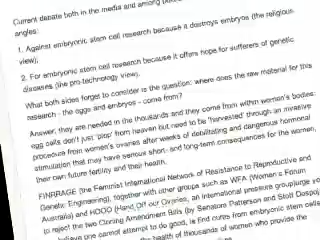 Current debate both in the media and among
angles:
1. Against embryonic stem cell research because it destroys embryos (the religious
view);
2. For embryonic stem cell research because it offers hope for sufferers of genetic
diseases (the pro-technology view).
What both sides forget to consider is the question: where does the raw material for this
research - the eggs and embryos - come from?
Answer: they are needed in the thousands and they come from within women's bodies:
egg cells don't just 'plop' from heaven but need to be 'harvested' through an invasive
procedure from women's ovaries after weeks of debilitating and dangerous hormonal
stimulation that may have serious short- and long-term consequences for the women,
their own future fertility and their health.
FINRRAGE (the Feminist International Network of Resistance to Reproductive and
Genetic Engineering), together with other groups such as WFA (Women's Forum
Australia) and HOOO (Hand Off our Ovaries, an international pressure group)
to reject the two Cloning Amendment Bills (by Senators Patterson and Stott Despoja
believe one cannot attempt to do good, ie find cures from embryonic stem cells
the health of thousands of women who provide the